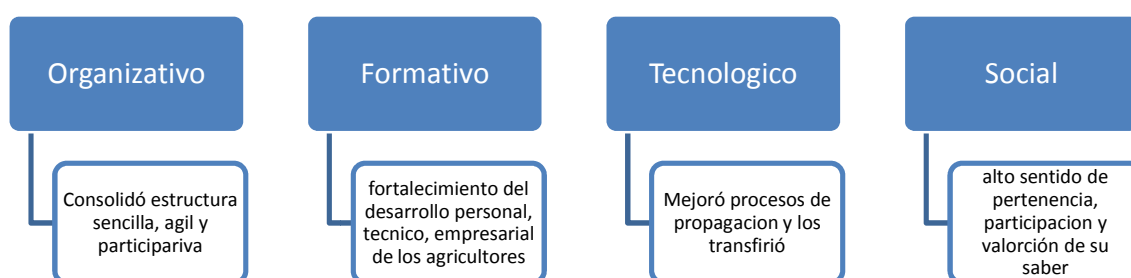 Organizativo
Consolidó estructura
sencilla, agil y
participariva
Formativo
fortalecimiento del
desarrollo personal,
tecnico, empresarial
de los agricultores
Tecnologico
Mejoró procesos de
propagacion y los
transfirió
Social
alto sentido de
pertenencia,
participacion y
valorción de su
saber